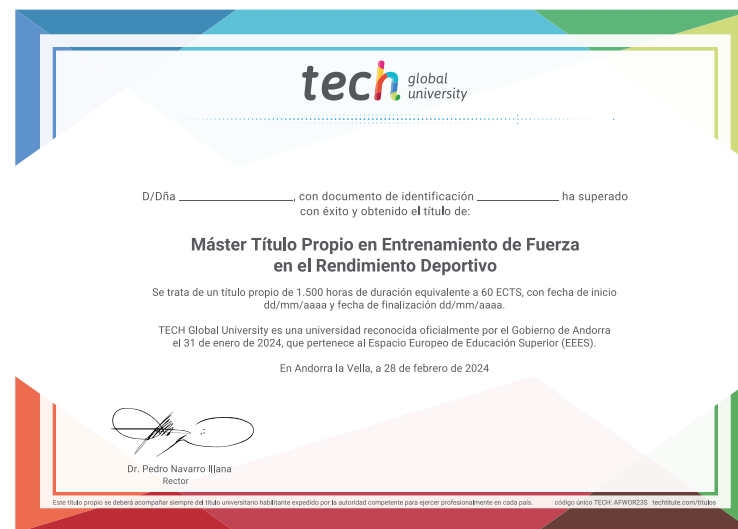 tech global university
D/Dña ________________, con documento de identificación ____________ ha superado
con éxito y obtenido el título de:
Máster Título Propio en Entrenamiento de Fuerza
en el Rendimiento Deportivo
Se trata de un título propio de 1.500 horas de duración equivalente a 60 ECTS, con fecha de inicio
dd/mm/aaaa y fecha de finalización dd/mm/aaaa.
TECH Global University es una universidad reconocida oficialmente por el Gobierno de Andorra
el 31 de enero de 2024, que pertenece al Espacio Europeo de Educación Superior (EEES).
En Andorra la Vella, a 28 de febrero de 2024
Dr. Pedro Navarro Illana
Rector
Este título propio se deberá acompañar siempre del título universitario habilitante expedido por la autoridad competente para ejercer profesionalmente en cada país. código único TECH: AFWOR23S techtitute.com/titulos